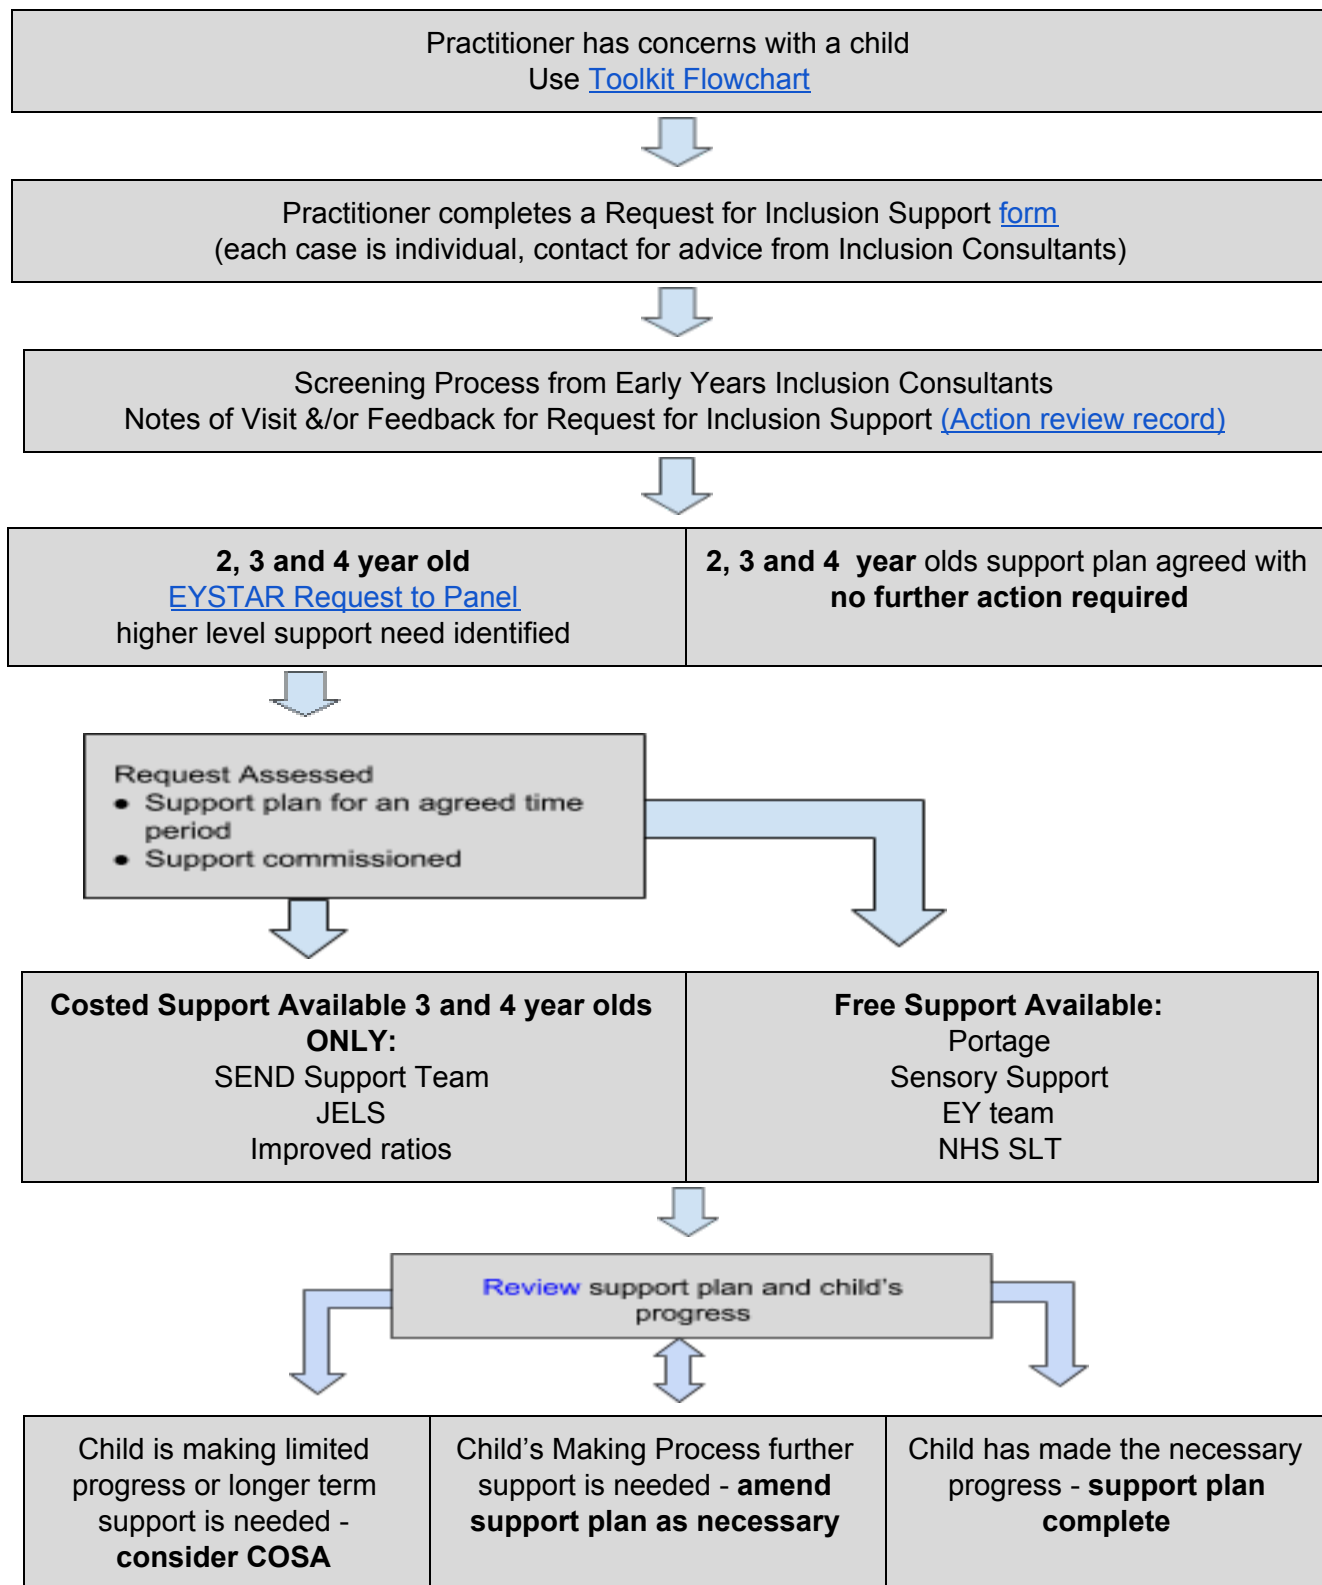 Practitioner has concerns with a child
Use Toolkit Flowchart
Practitioner completes a Request for Inclusion Support form
(each case is individual, contact for advice from Inclusion Consultants)
Screening Process from Early Years Inclusion Consultants
Notes of Visit &/or Feedback for Request for Inclusion Support (Action review record)
2, 3 and 4 year old
EYSTAR Request to Panel
higher level support need identified
2, 3 and 4  year olds support plan agreed with
no further action required
Request Assessed
● Support plan for an agreed time
period
● Support commissioned
Costed Support Available 3 and 4 year olds
ONLY:
SEND Support Team
JELS
Improved ratios
Free Support Available:
Portage
Sensory Support
EY team
NHS SLT
Review support plan and child's
progress
Child is making limited
progress or longer term
support is needed -
consider COSA
Child's Making Process further
support is needed - amend
support plan as necessary
Child has made the necessary
progress - support plan
complete